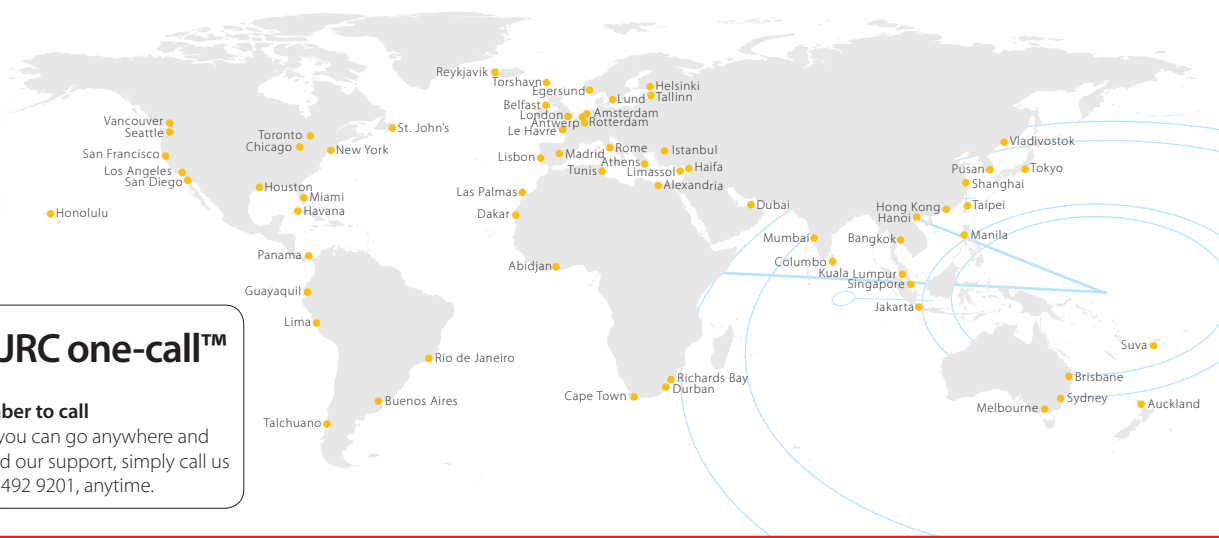 Reykjavik
Torshavn
Egersund
Helsinki
Tallinn
Lund
Belfast
London
Amsterdam
Antwerp
Rotterdam
Le Havre
Vancouver
Seattle
Toronto
Chicago
St. John's
New York
San Francisco
Los Angeles
San Diego
Lisbon
Madrid
Rome
Istanbul
Athens
Tunis
Limassol
Haifa
Alexandria
Vladivostok
Pusan
Tokyo
Shanghai
Houston
Miami
Havana
Honolulu
Las Palmas
Dakar
Dubai
Hong Kong
Hanoi
Taipei
Mumbai
Bangkok
Manila
Panama
Abidjan
Columbo
Kuala Lumpur
Singapore
Guayaquil
Jakarta
Lima
Suva
Rio de Janeiro
Richards Bay
Durban
Cape Town
Brisbane
Sydney
Melbourne
Auckland
Buenos Aires
Talchuano
JRC one-call™
ber to call
you can go anywhere and
d our support, simply call us
492 9201, anytime.